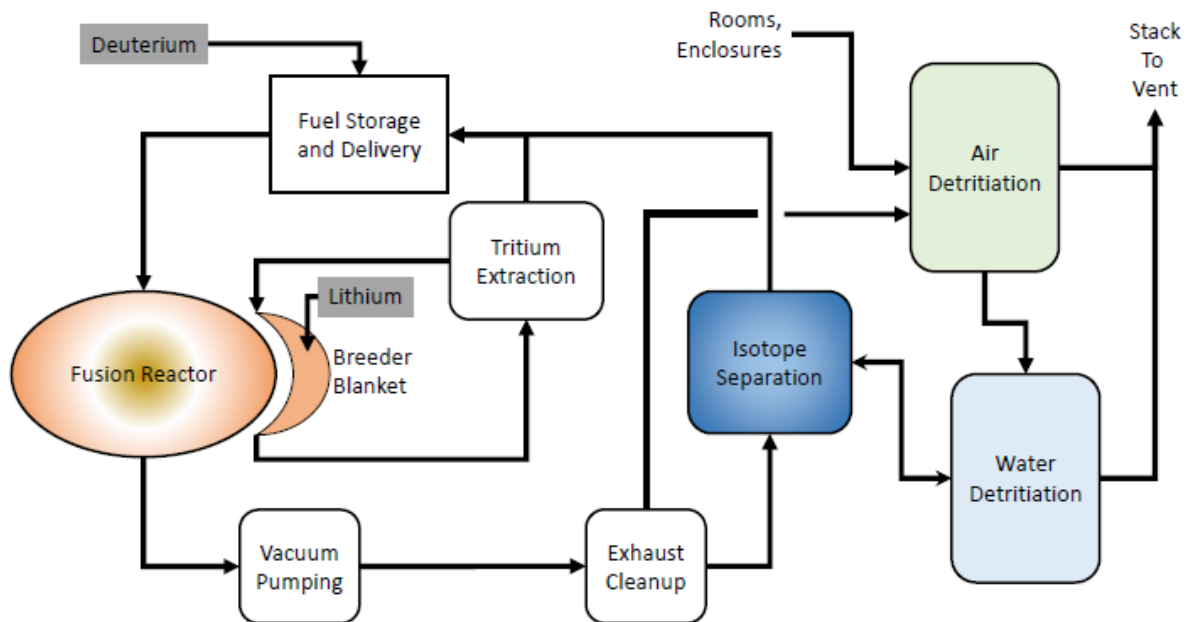 Deuterium
Rooms,
Enclosures
Stack
To
Vent
Fuel Storage
and Delivery
Air
Detritiation
Tritium
Extraction
Lithium
Fusion Reactor
Breeder
Blanket
Isotope
Separation
Water
Detritiation
Vacuum
Pumping
Exhaust
Cleanup